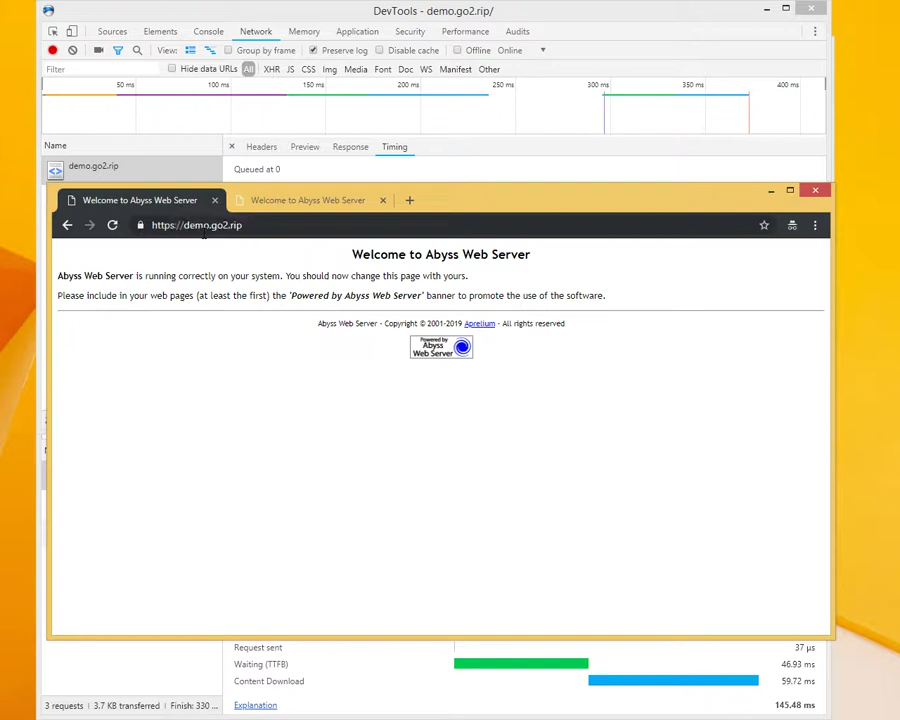 DevTools - demo.go2.rip/
Sources Elements Console Network Memory Application Security Performance Audits
View: Group by frame Preserve log Disable cache Offline Online
Filter Hide data URLs All XHR JS CSS Img Media Font Doc WS Manifest Other
50 ms 100 ms 150 ms 200 ms 250 ms 300 ms 350 ms 400 ms
Name Headers Preview Response Timing
demo.go2.rip Queued at 0
Welcome to Abyss Web Server Welcome to Abyss Web Server
https://demo.go2.rip
Welcome to Abyss Web Server
Abyss Web Server is running correctly on your system. You should now change this page with yours.
Please include in your web pages (at least the first) the 'Powered by Abyss Web Server' banner to promote the use of the software.
Abyss Web Server - Copyright © 2001-2019 Aprelium - All rights reserved
Powered by
Abyss
Web Server
Request sent 37 µs
Waiting (TTFB) 46.93 ms
Content Download 59.72 ms
3 requests 3.7 KB transferred Finish: 330 ... Explanation 145.48 ms